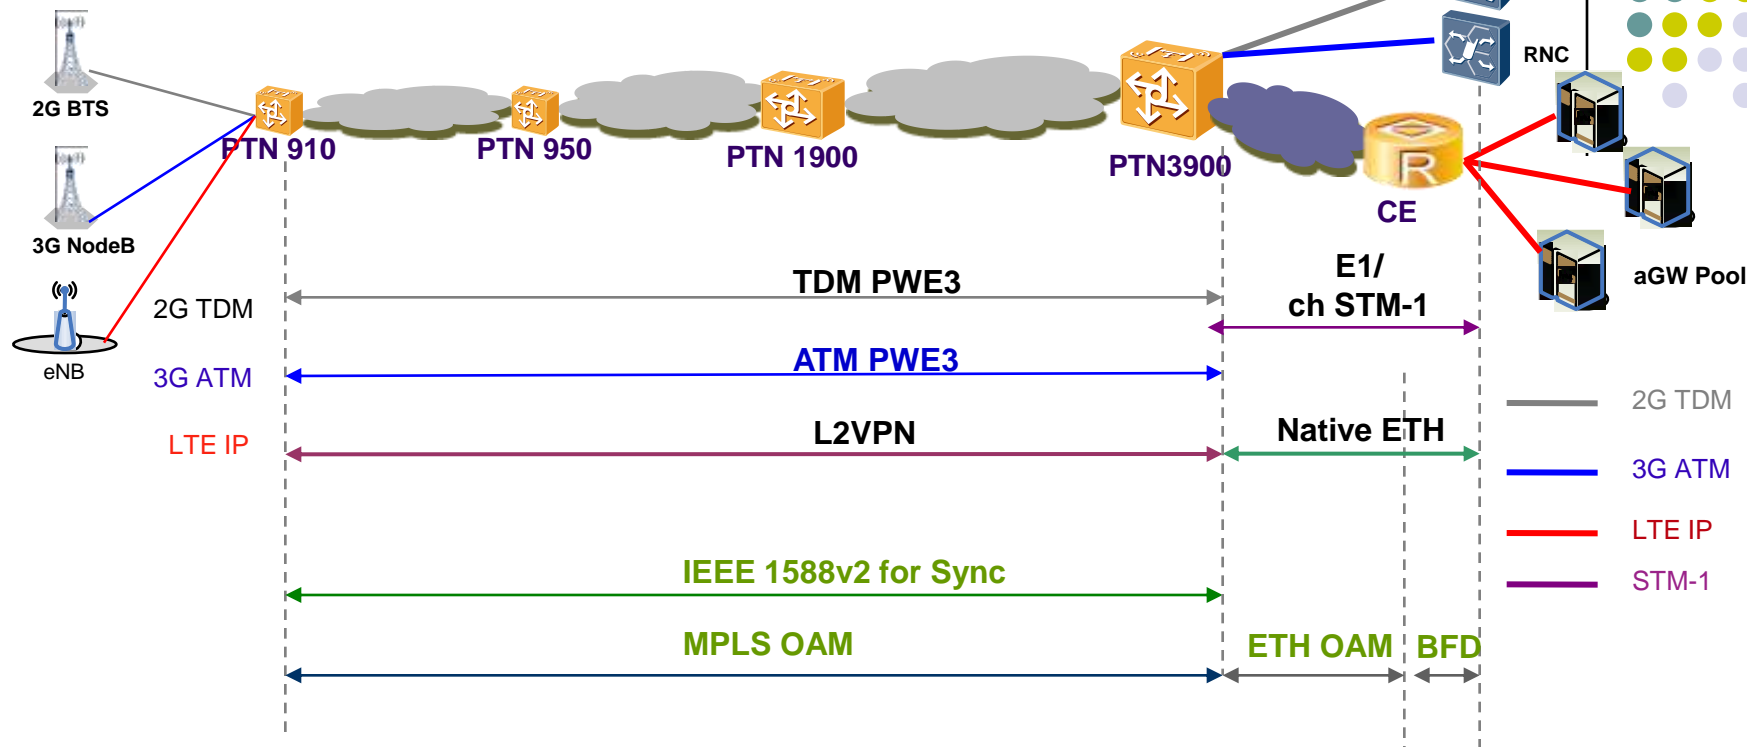 RNC
2G BTS
PTN 910
PTN 950
PTN 1900
PTN3900
R
CE
3G NodeB
aGW Pool
eNB
2G TDM
TDM PWE3
E1/
ch STM-1
3G ATM
ATM PWE3
LTE IP
L2VPN
Native ETH
2G TDM
3G ATM
LTE IP
STM-1
IEEE 1588v2 for Sync
MPLS OAM
ETH OAM
BFD